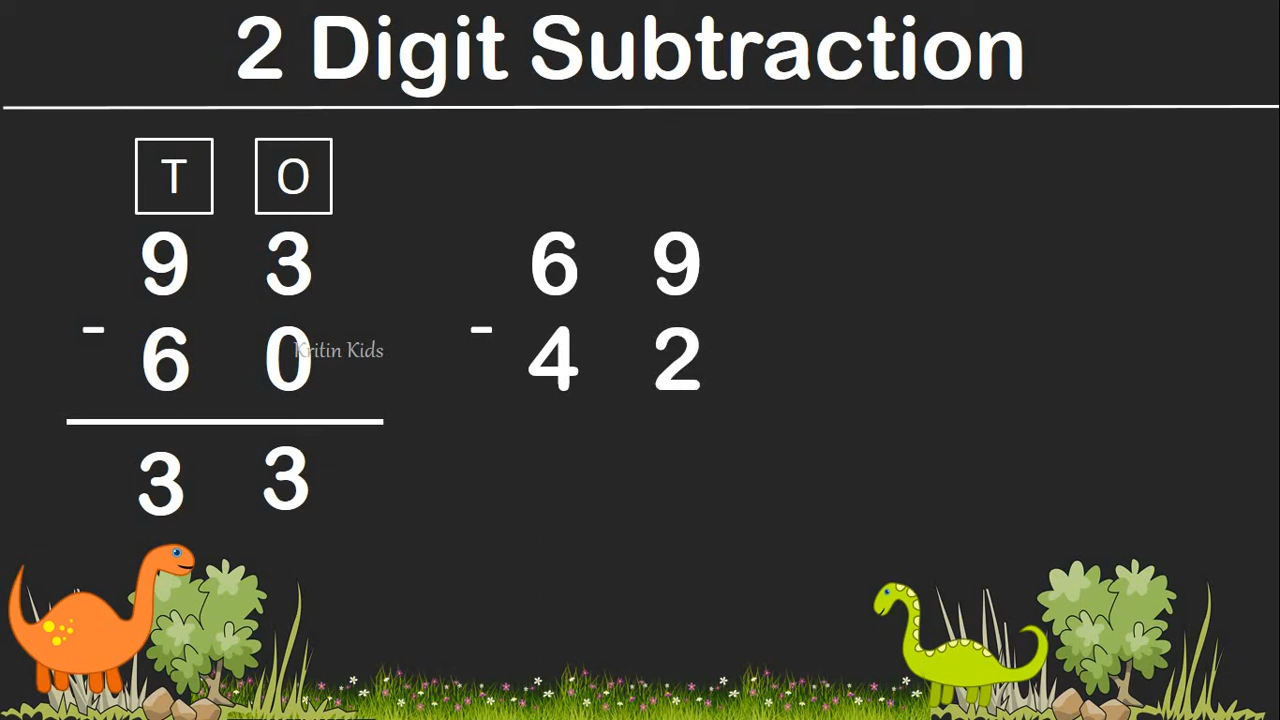 2 Digit Subtraction
T O
9 3
- 6 0
3 3
6 9
- 4 2
Kritin Kids